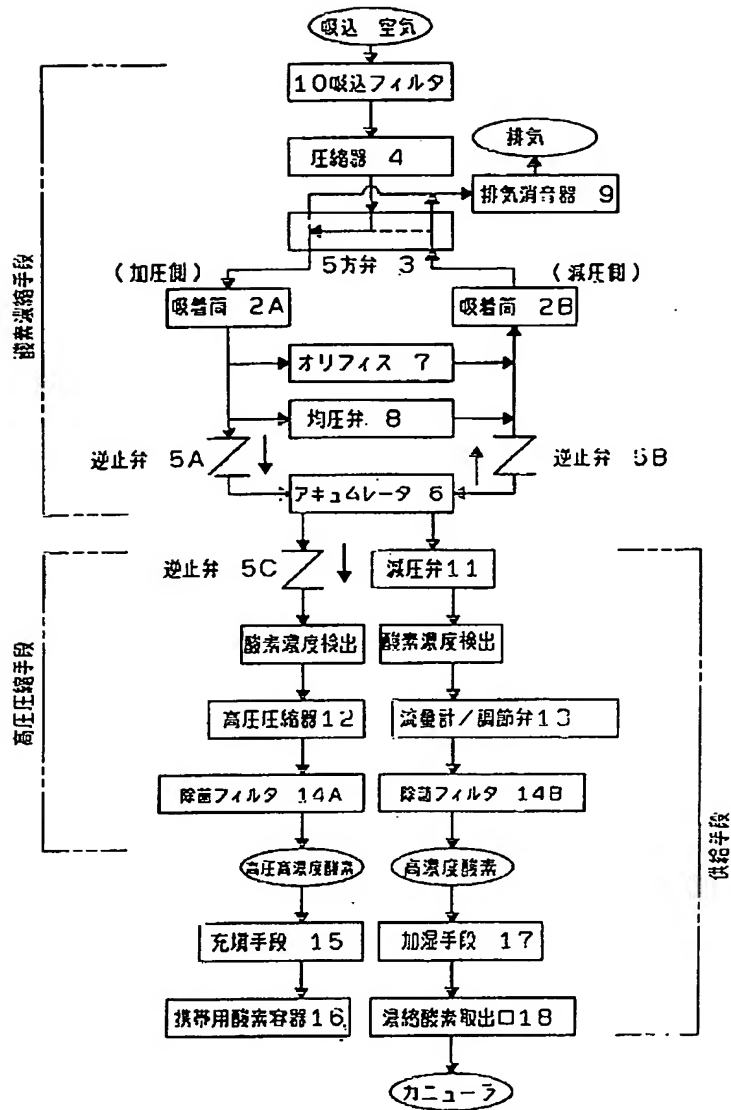 吸込 空気
10吸込フィルタ
圧縮器 4
排気
排気消音器 9
5方弁 3
(加圧側)
(減圧側)
吸着荷 2A
吸着荷 2B
オリフィス 7
均圧弁 8
逆止弁 5A
逆止弁 5B
アキュムレータ 6
酸素濃縮手段
逆止弁 5C
減圧弁11
酸素濃度検出
酸素濃度検出
高圧圧縮器12
流量計/調節弁13
除菌フィルタ 14A
除菌フィルタ 14B
高圧圧縮手段
高圧高濃度酸素
高濃度酸素
充填手段 15
加湿手段 17
携帯用酸素容器16
濃縮酸素取出口18
供給手段
カニューラ